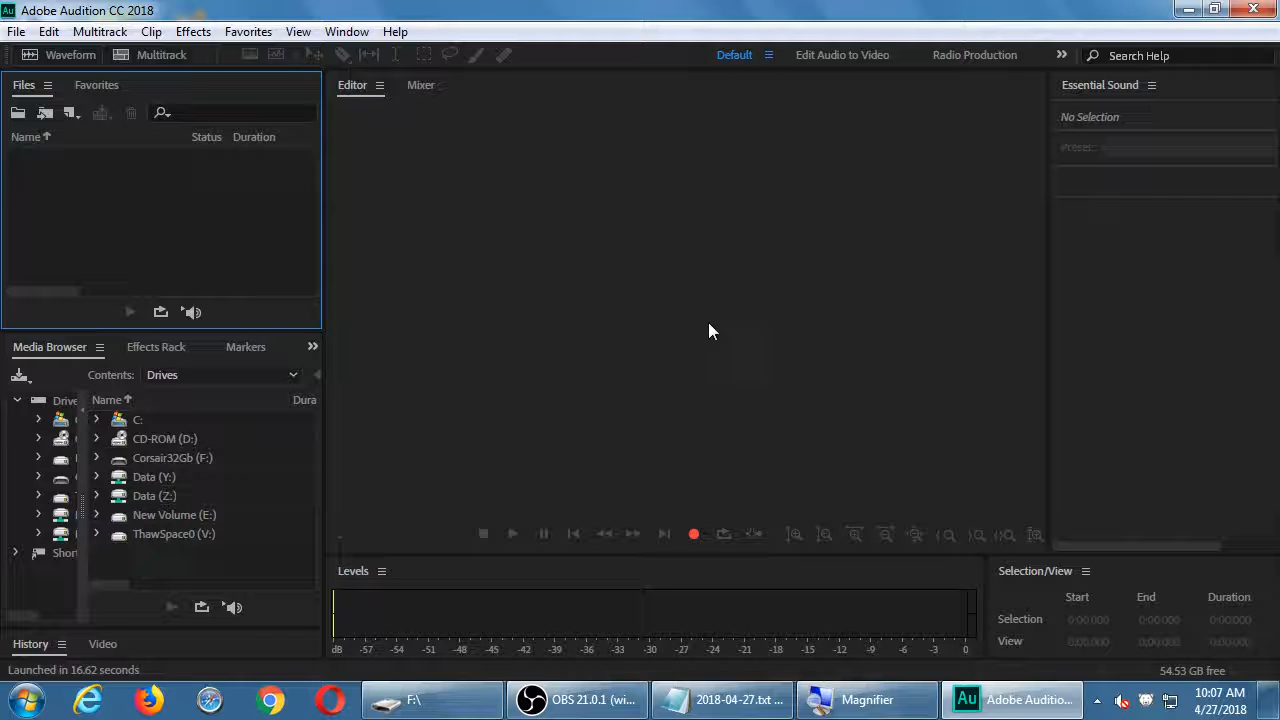 Au Adobe Audition CC 2018
File Edit Multitrack Clip Effects Favorites View Window Help
Waveform Multitrack Default Edit Audio to Video Radio Production Search Help
Files Favorites Editor Mixer Essential Sound
No Selection
Preset:
Name Status Duration
Media Browser Effects Rack Markers
Contents: Drives
Drive Name Dura
C:
CD-ROM (D:)
Corsair32Gb (F:)
Data (Y:)
Data (Z:)
New Volume (E:)
ThawSpace0 (V:)
Short
Levels Selection/View
Start End Duration
Selection 0:00.000 0:00.000 0:00.000
View 0:00.000 0:00.000 0:00.000
dB -57 -54 -51 -48 -45 -42 -39 -36 -33 -30 -27 -24 -21 -18 -15 -12 -9 -6 -3 0
History Video
Launched in 16.62 seconds 54.53 GB free
F:\ OBS 21.0.1 (wi... 2018-04-27.txt ... Magnifier Au Adobe Auditio... 10:07 AM
4/27/2018